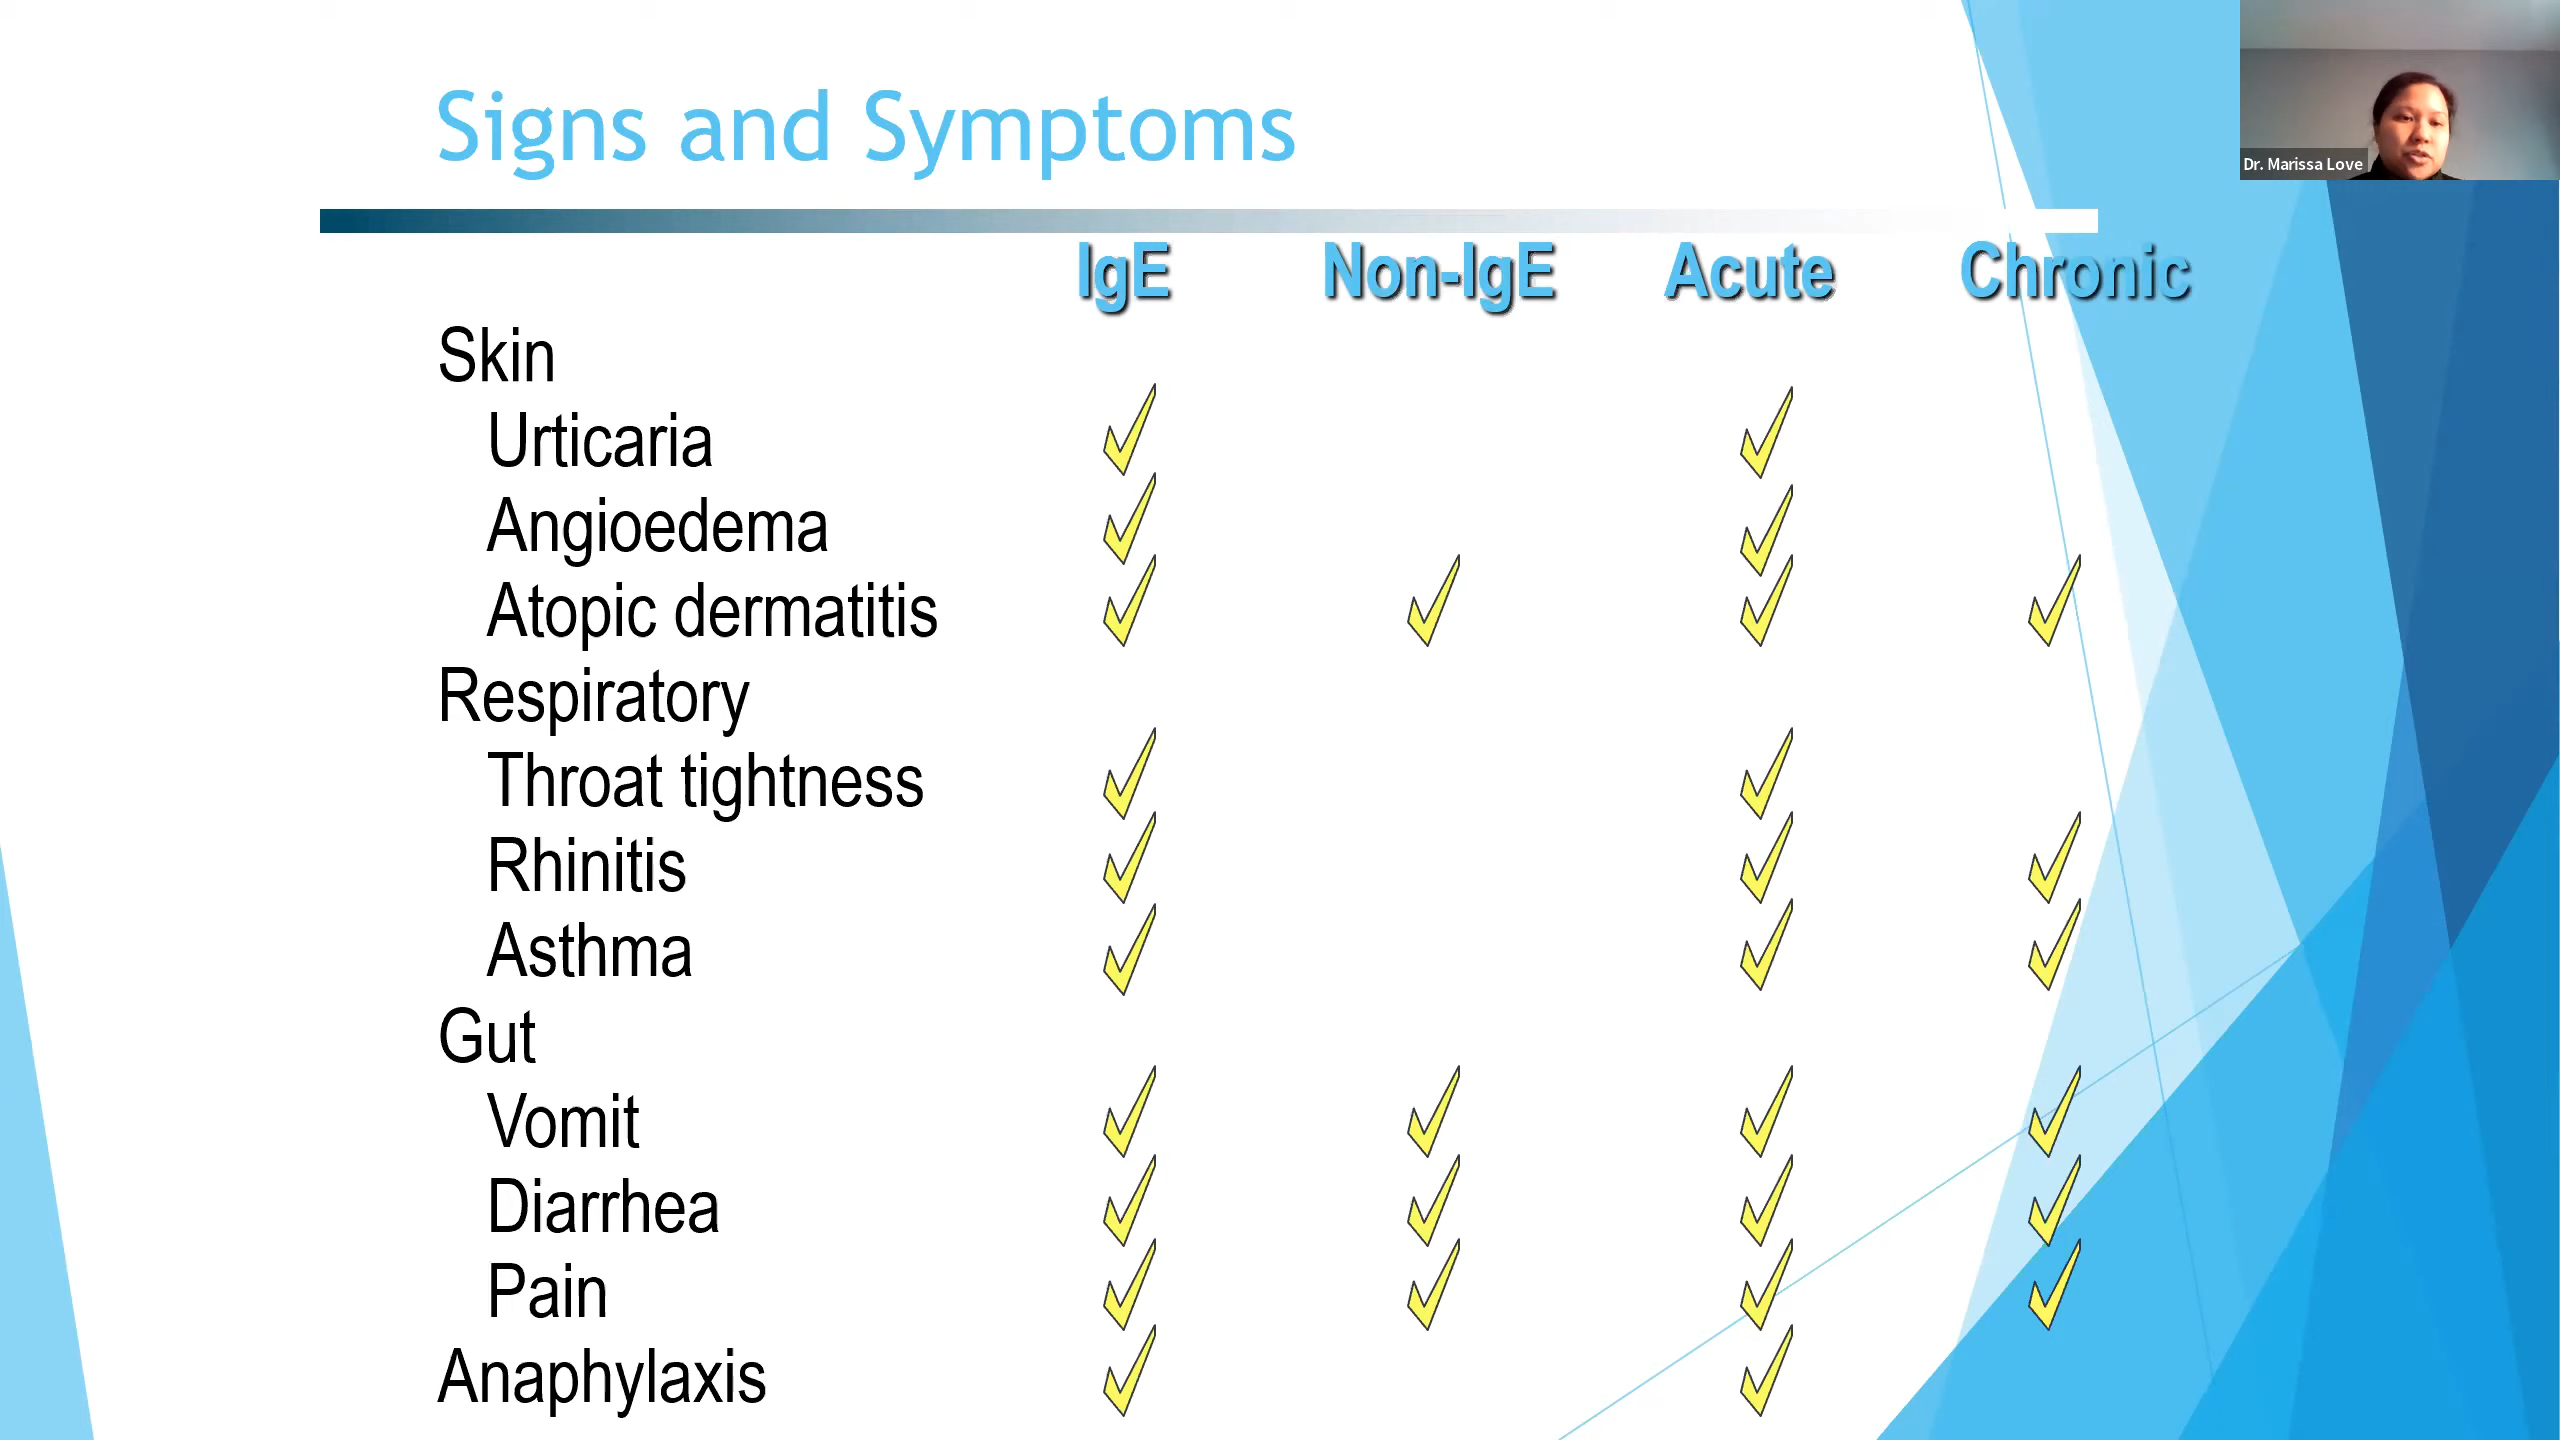 Signs and Symptoms
Dr. Marissa Love
IgE Non-IgE Acute Chronic
Skin
Urticaria
Angioedema
Atopic dermatitis
Respiratory
Throat tightness
Rhinitis
Asthma
Gut
Vomit
Diarrhea
Pain
Anaphylaxis